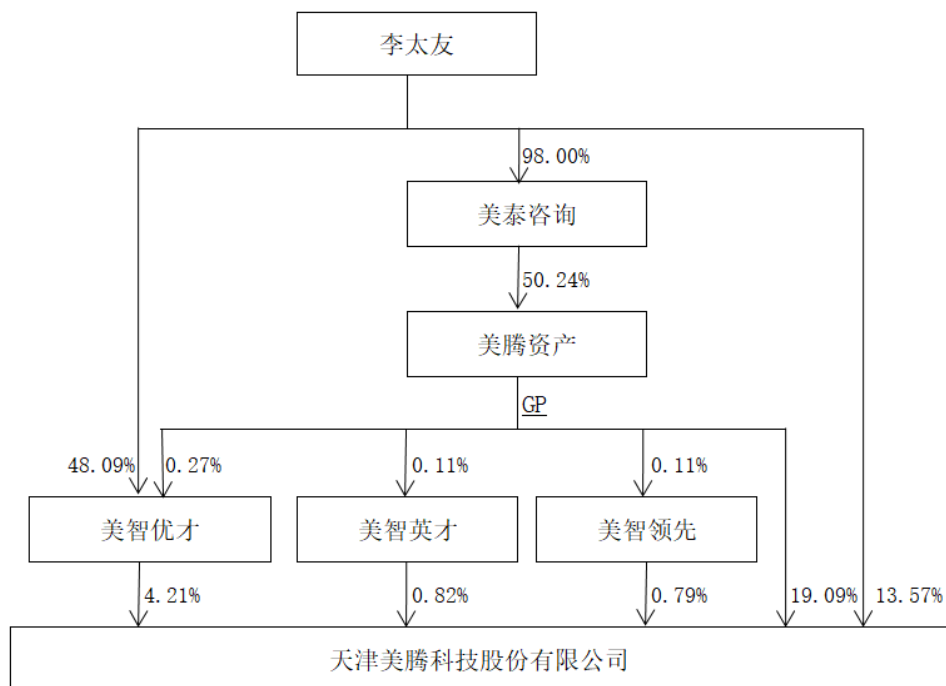 李太友
98.00%
美泰咨询
50.24%
美腾资产
GP
48.09%
0.27%
0.11%
0.11%
美智优才
美智英才
美智领先
4.21%
0.82%
0.79%
19.09%
13.57%
天津美腾科技股份有限公司